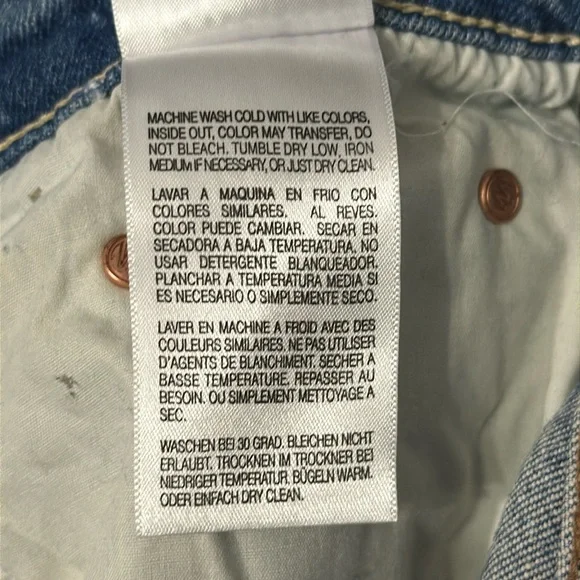 MACHINE WASH COLD WITH LIKE COLORS,
INSIDE OUT, COLOR MAY TRANSFER, DO
NOT BLEACH. TUMBLE DRY LOW, IRON
MEDIUM IF NECESSARY, OR JUST DRY CLEAN.
LAVAR A MAQUINA EN FRIO CON
COLORES SIMILARES, AL REVES.
COLOR PUEDE CAMBIAR. SECAR EN
SECADORA A BAJA TEMPERATURA. NO
USAR DETERGENTE BLANQUEADOR.
PLANCHAR A TEMPERATURA MEDIA SI
ES NECESARIO O SIMPLEMENTE SECO.
LAVER EN MACHINE A FROID AVEC DES
COULEURS SIMILAIRES. NE PAS UTILISER
D'AGENTS DE BLANCHIMENT. SECHER A
BASSE TEMPERATURE. REPASSER AU
BESOIN. OU SIMPLEMENT METTOYAGE A
SEC.
WASCHEN BEI 30 GRAD. BLEICHEN NICHT
ERLAUBT. TROCKNEN IM TROCKNER BEI
NIEDRIGER TEMPERATUR. BÜGELN WARM.
ODER EINFACH DRY CLEAN.